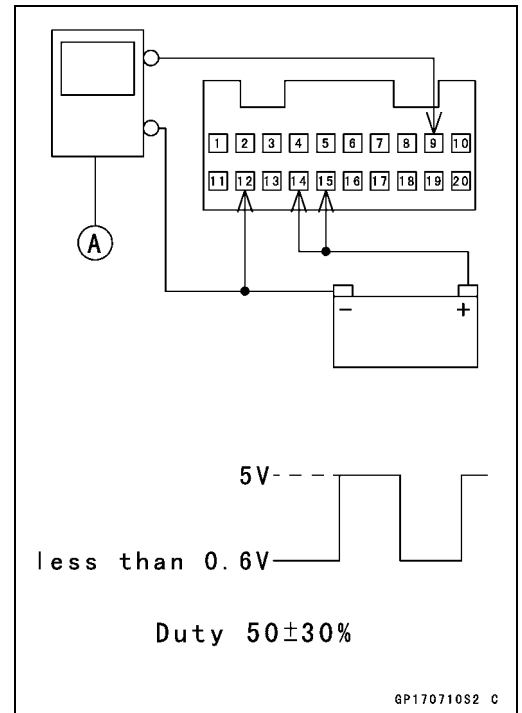 1 2 3 4 5 6 7 8 9 10
11 12 13 14 15 16 17 18 19 20
A
- +
5V
less than 0.6V
Duty 50±30%
GP170710S2 C